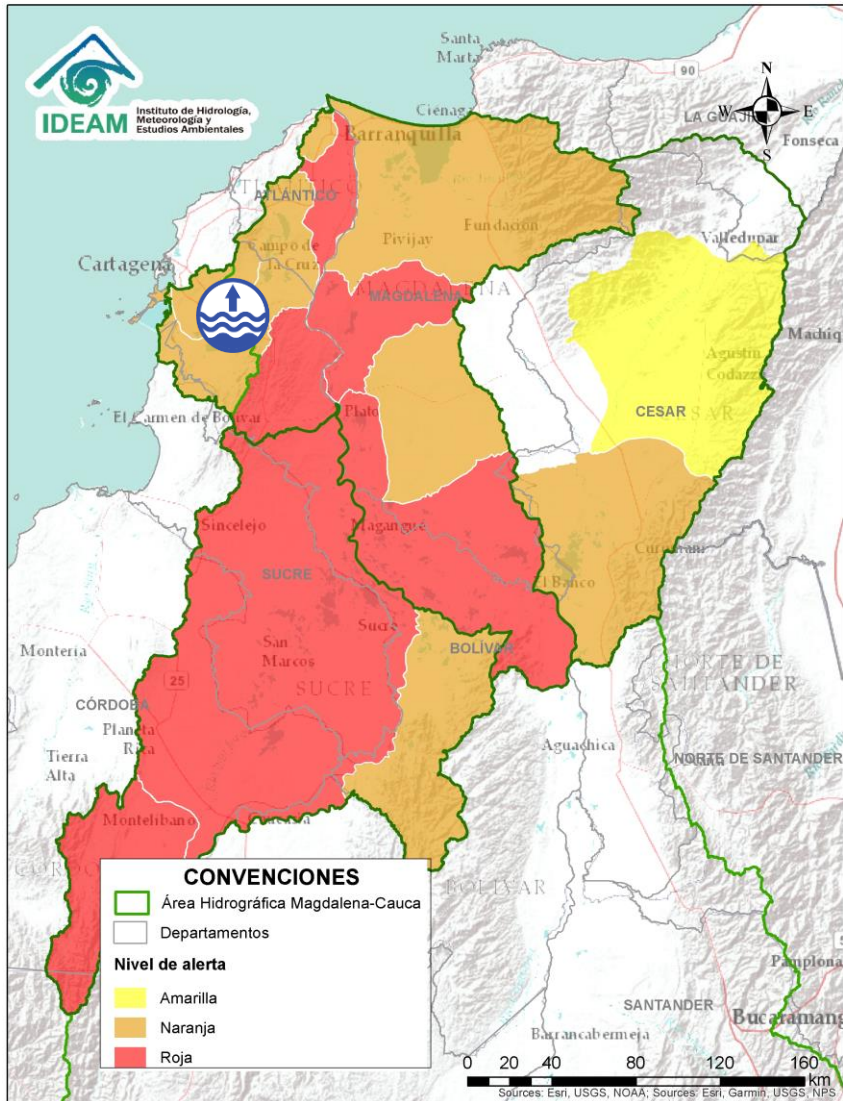 IDEAM
Instituto de Hidrología,
Meteorología y
Estudios Ambientales
Santa
Marta
90
N
W
E
S
Ciénaga
Barranquilla
Fonseca
ATLÁNTICO
Fundación
Valledupar
Pivijay
Campo de
la Cruz
Cartagena
MAGDALENA
MAGDALENA
Agustín
Codazzi
CESAR
Plato
El Carmen de Bolívar
Sincelejo
Magangué
SUCRE
El Banco
Sucre
BOLÍVAR
San
Marcos
SUCRE
Montería
25
NORTE DE
SANTANDER
CÓRDOBA
Planeta
Rica
Tierra
Alta
Aguachica
NORTE DE SANTANDER
Montelíbano
BOLÍVAR
CONVENCIONES
Área Hidrográfica Magdalena-Cauca
Departamentos
Nivel de alerta
Amarilla
Naranja
Roja
Pamplona
SANTANDER
Bucaramang
Barrancabermeja
0 20 40 80 120 160
km
Sources: Esri, USGS, NOAA; Sources: Esri, Garmin, USGS, NPS